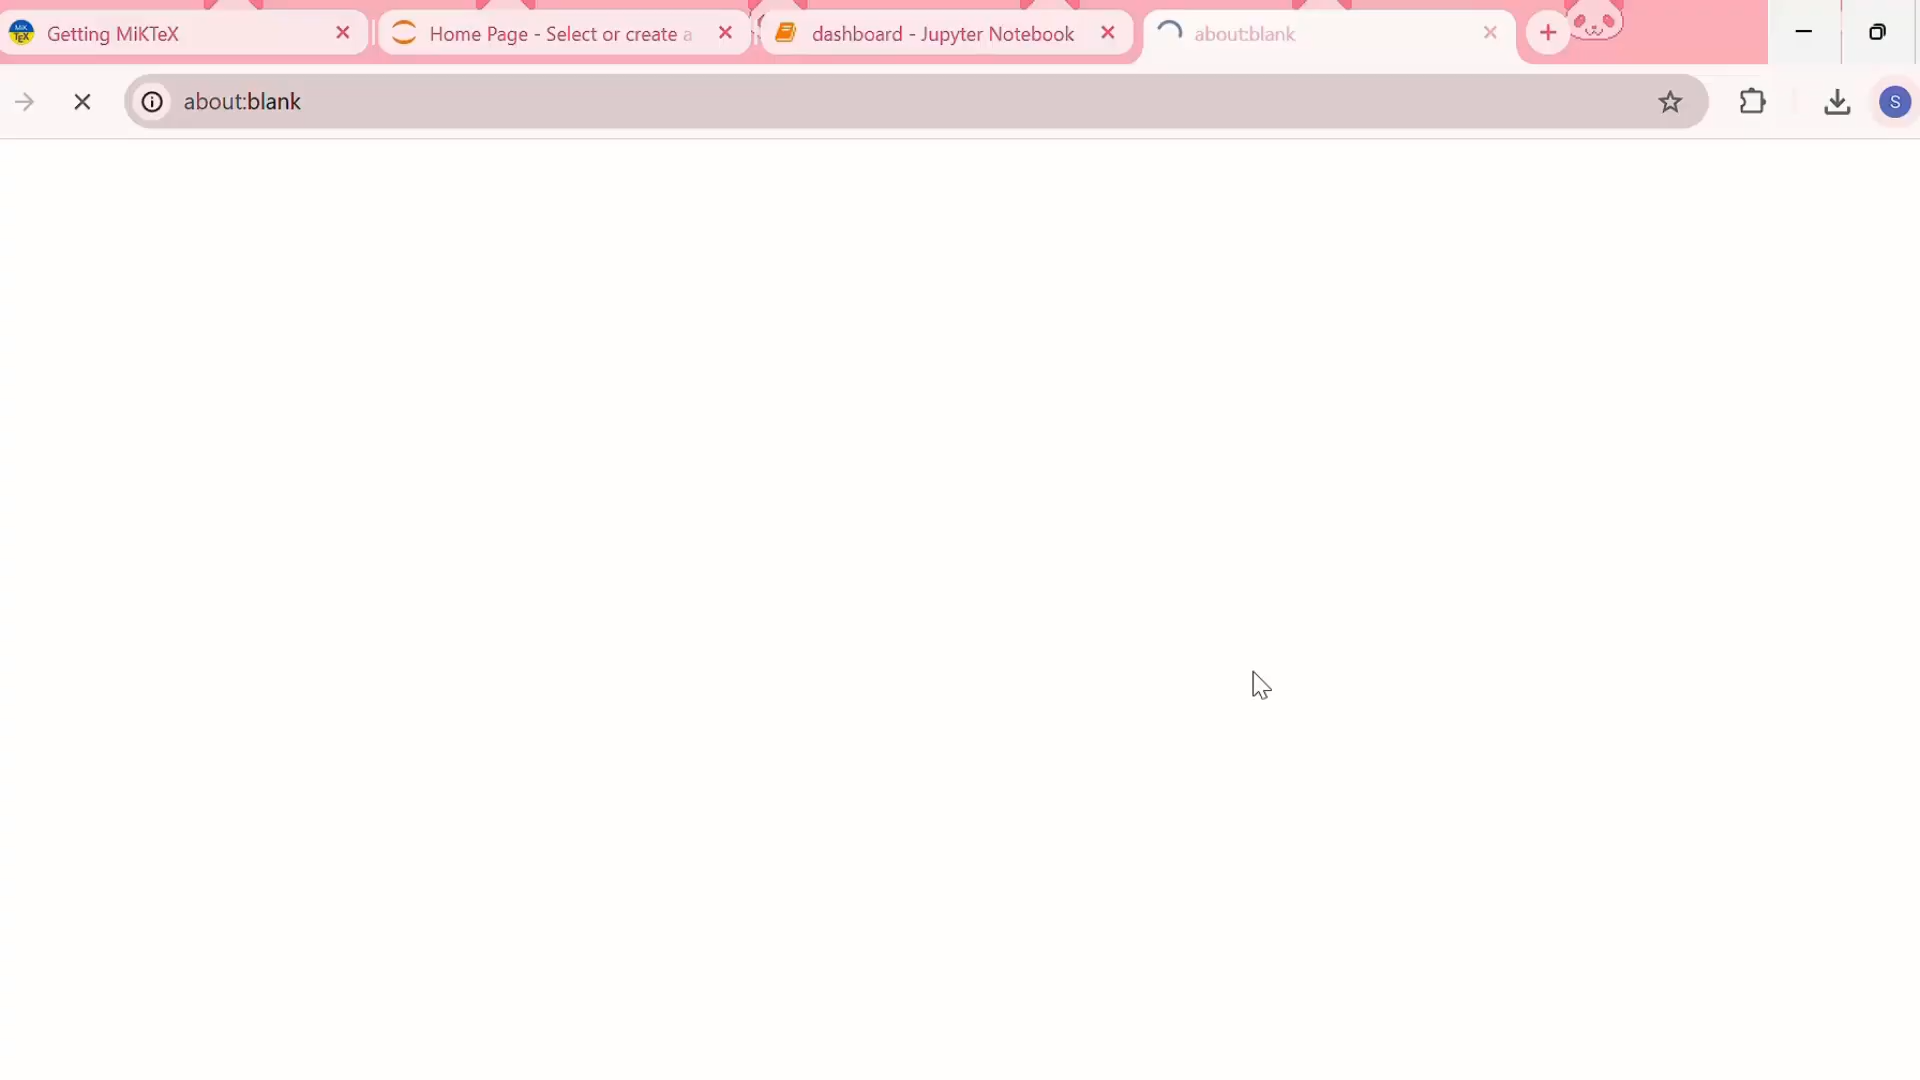 Getting MiKTeX
Home Page - Select or create a
dashboard - Jupyter Notebook
about:blank
about:blank
S